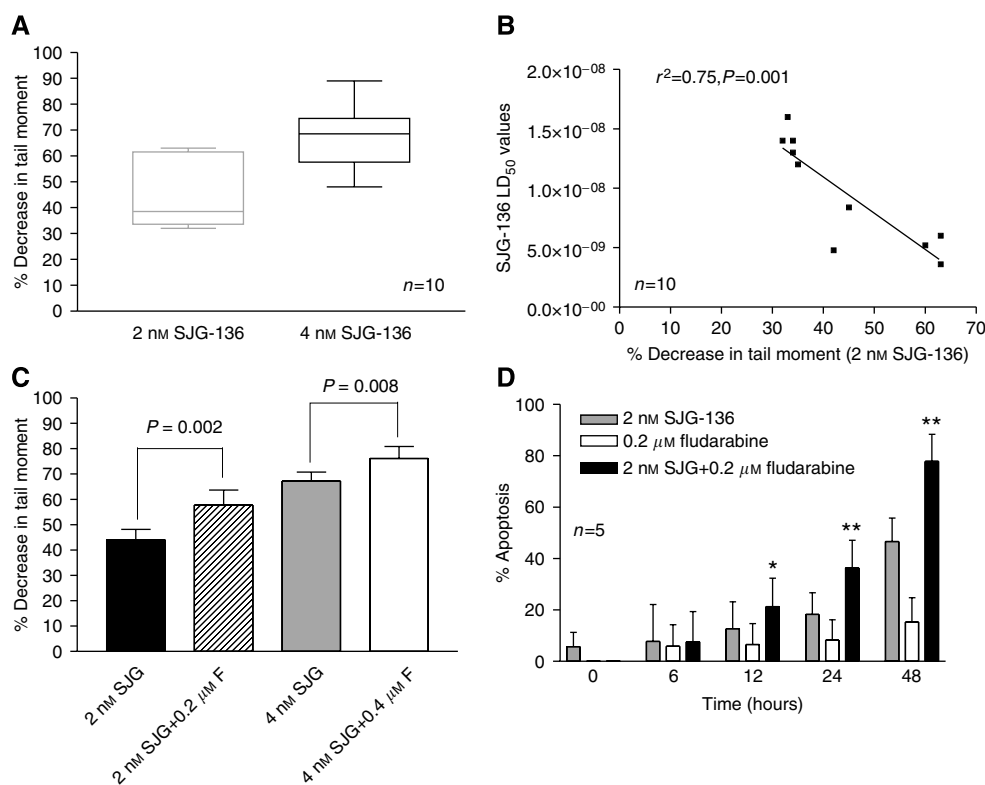 A
100
90
80
70
60
50
40
30
20
10
0
% Decrease in tail moment
n=10
2 nM SJG-136
4 nM SJG-136
B
r²=0.75,P=0.001
2.0×10⁻⁰⁸
1.5×10⁻⁰⁸
1.0×10⁻⁰⁸
5.0×10⁻⁰⁹
0.0×10⁻⁰⁰
SJG-136 LD₅₀ values
n=10
0 10 20 30 40 50 60 70
% Decrease in tail moment (2 nM SJG-136)
C
100
90
80
70
60
50
40
30
20
10
0
% Decrease in tail moment
P = 0.002
P = 0.008
2 nM SJG
2 nM SJG+0.2 μM F
4 nM SJG
4 nM SJG+0.4 μM F
D
100
80
60
40
20
0
% Apoptosis
2 nM SJG-136
0.2 μM fludarabine
2 nM SJG+0.2 μM fludarabine
n=5
*
**
**
0 6 12 24 48
Time (hours)